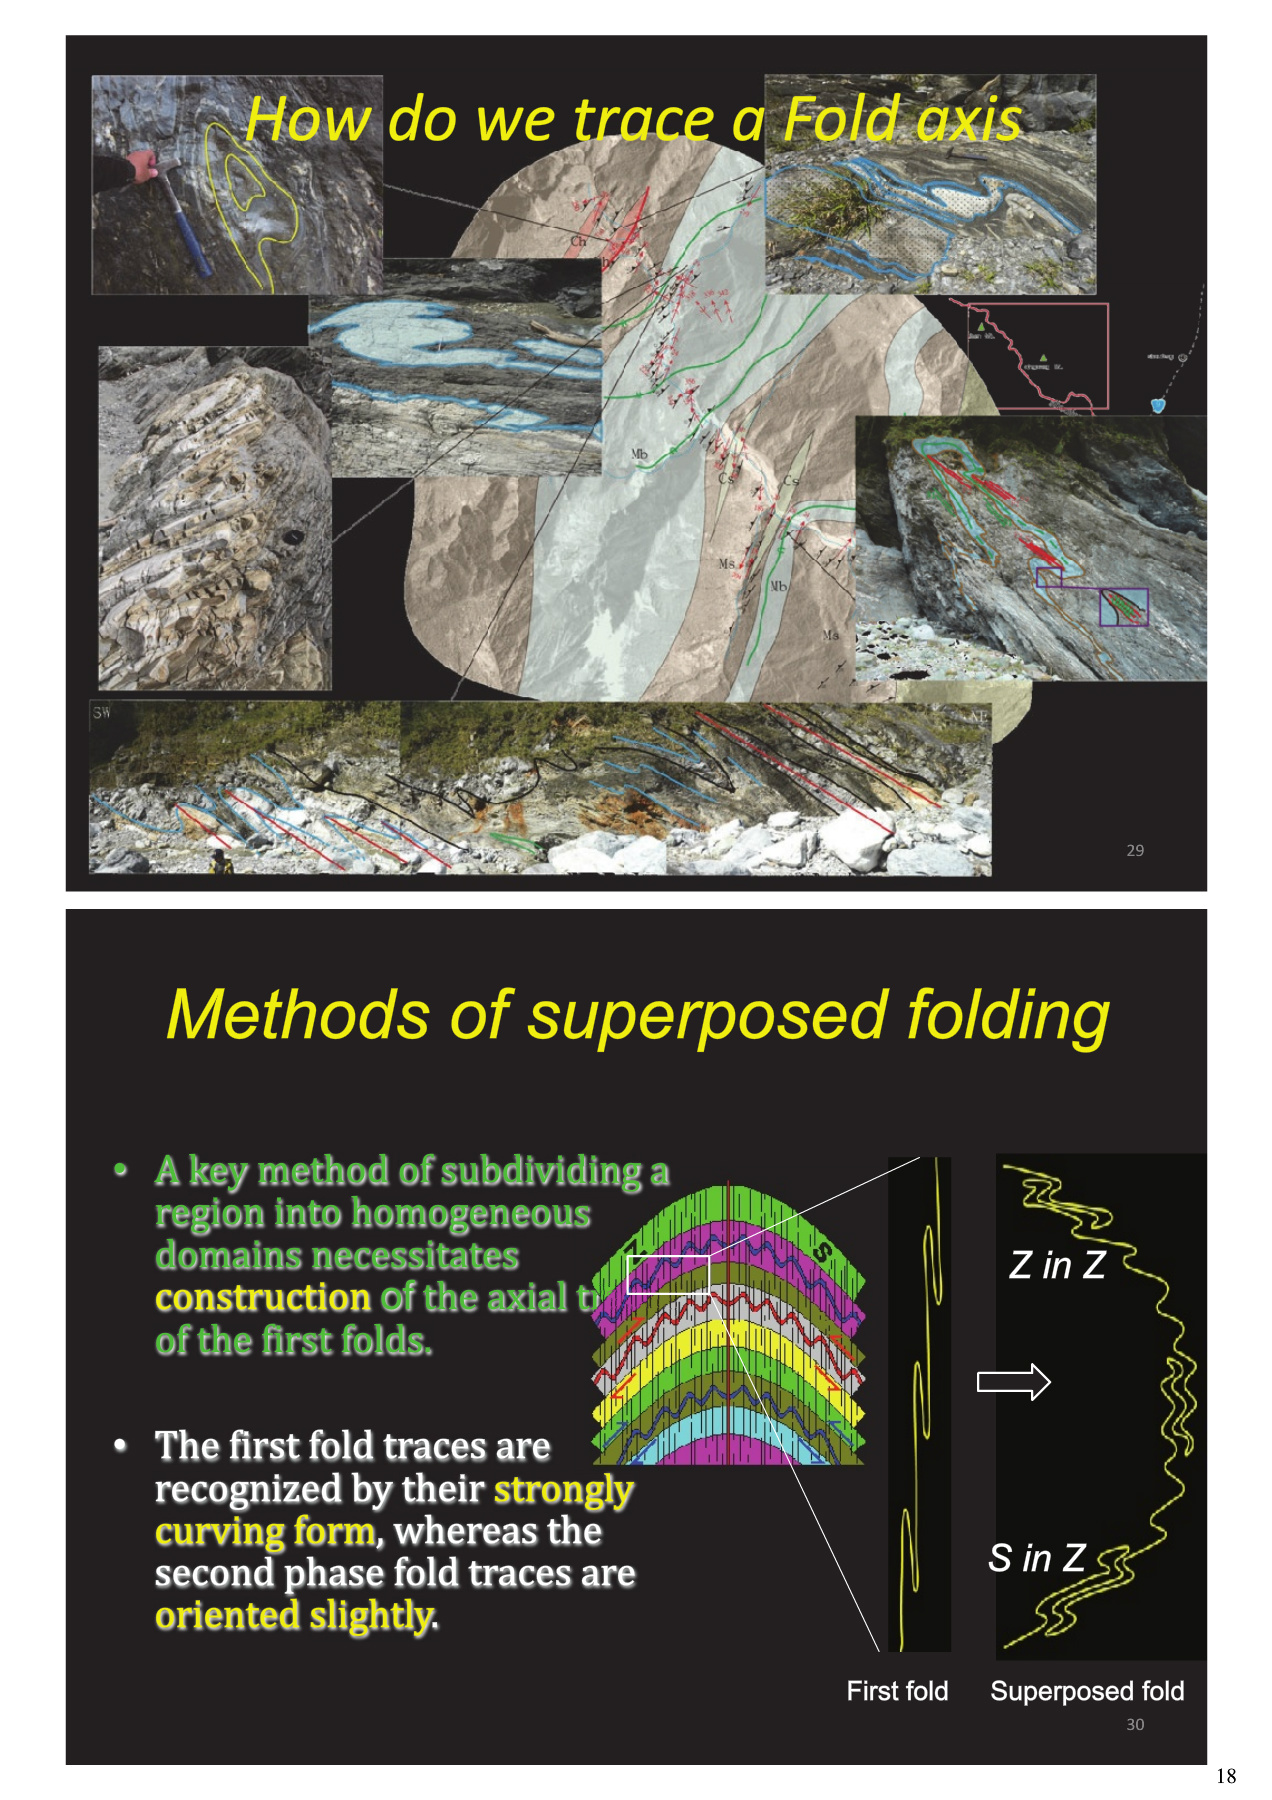 How do we trace a Fold axis
Ch
Mb
Cs
Cs
Ms
Mb
Ms
SW
29
Methods of superposed folding
• A key method of subdividing a
region into homogeneous
domains necessitates
construction of the axial tr
of the first folds.
• The first fold traces are
recognized by their strongly
curving form, whereas the
second phase fold traces are
oriented slightly.
Z
S
Z in Z
S in Z
First fold
Superposed fold
30
18